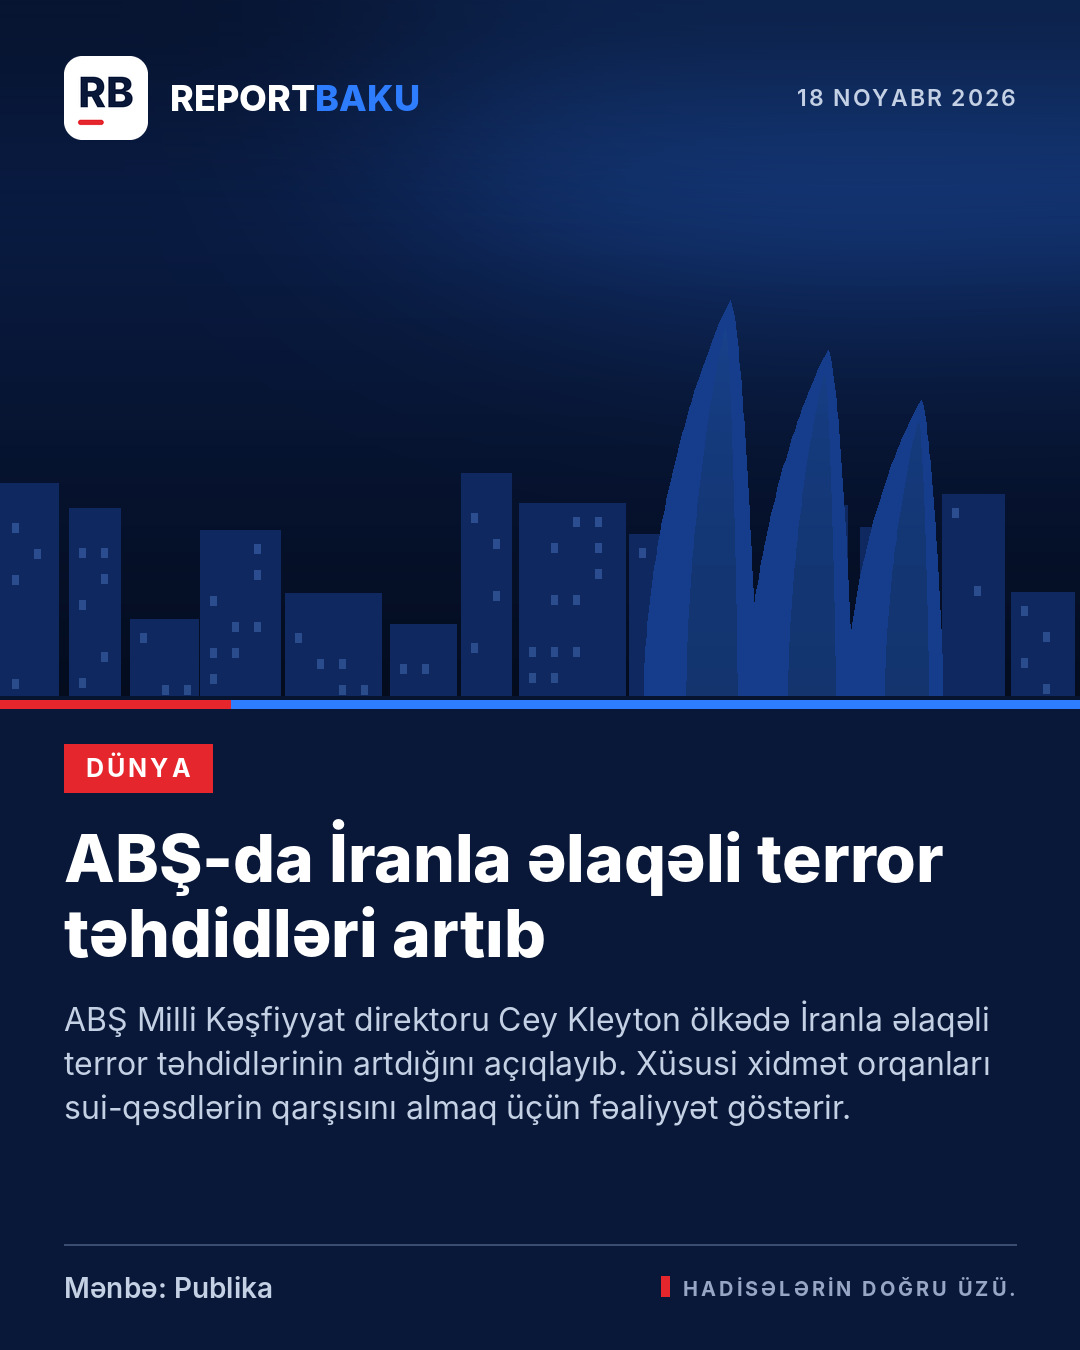 RB
REPORTBAKU
18 NOYABR 2026
DÜNYA
ABŞ-da İranla əlaqəli terror
təhdidləri artıb
ABŞ Milli Kəşfiyyat direktoru Cey Kleyton ölkədə İranla əlaqəli
terror təhdidlərinin artdığını açıqlayıb. Xüsusi xidmət orqanları
sui-qəsdlərin qarşısını almaq üçün fəaliyyət göstərir.
Mənbə: Publika
HADİSƏLƏRİN DOĞRU ÜZÜ.